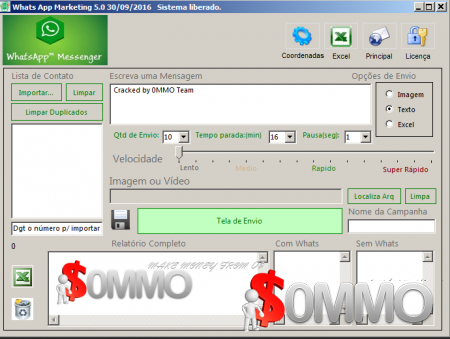 Whats App Marketing 5.0 30/09/2016 Sistema liberado.
WhatsApp™ Messenger
Coordenadas Excel Principal Licença
Lista de Contato
Importar... Limpar
Limpar Duplicados
Escreva uma Mensagem
Cracked by 0MMO Team
Opções de Envio
Imagem
Texto
Excel
Qtd de Envio: 10 Tempo parada:(min) 16 Pausa(seg): 1
Velocidade
Lento Médio Rapido Super Rápido
Imagem ou Vídeo
Localiza Arq Limpa
Tela de Envio
Nome da Campanha
Dgt o número p/ importar
0
Relatório Completo Com Whats Sem Whats
MAKE MONEY FROM
$0MMO
$0MMO